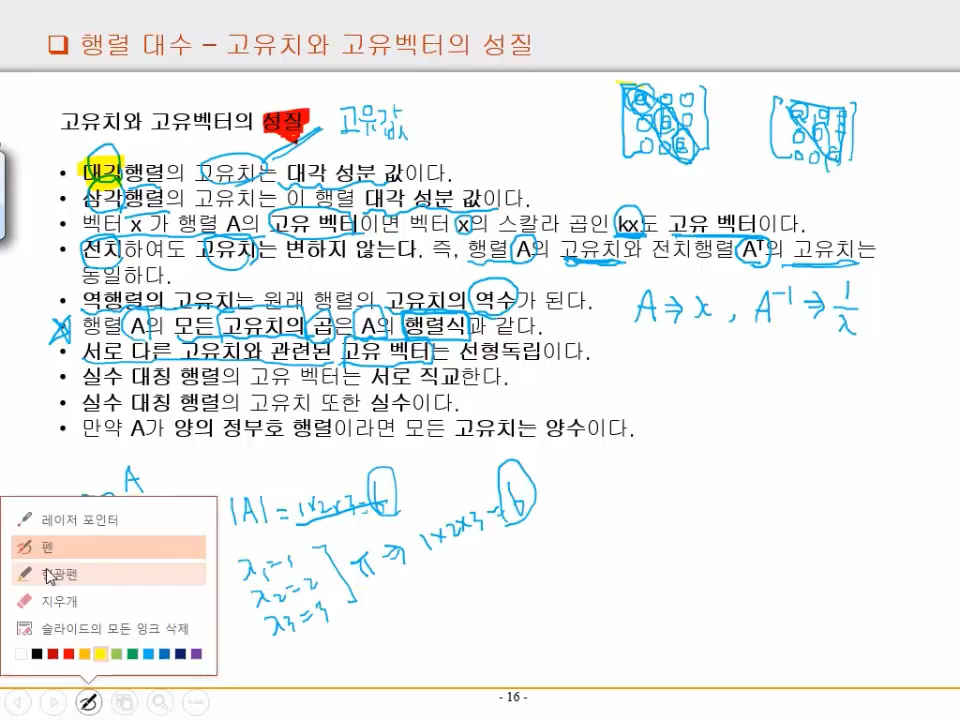 ❑ 행렬 대수 – 고유치와 고유벡터의 성질
고유치와 고유벡터의 성질
고유값
• 대각행렬의 고유치는 대각 성분 값이다.
• 삼각행렬의 고유치는 이 행렬 대각 성분 값이다.
• 벡터 x 가 행렬 A의 고유 벡터이면 벡터 x의 스칼라 곱인 kx도 고유 벡터이다.
• 전치하여도 고유치는 변하지 않는다. 즉, 행렬 A의 고유치와 전치행렬 Aᵀ의 고유치는
동일하다.
• 역행렬의 고유치는 원래 행렬의 고유치의 역수가 된다.
A ⇒ λ , A⁻¹ ⇒ 1/λ
• 행렬 A의 모든 고유치의 곱은 A의 행렬식과 같다.
• 서로 다른 고유치와 관련된 고유 벡터는 선형독립이다.
• 실수 대칭 행렬의 고유 벡터는 서로 직교한다.
• 실수 대칭 행렬의 고유치 또한 실수이다.
• 만약 A가 양의 정부호 행렬이라면 모든 고유치는 양수이다.
A
|A| = 1×2×3=6
λ1=1
λ2=2
λ3=3
π ⇒ 1×2×3=6
레이저 포인터
펜
형광펜
지우개
슬라이드의 모든 잉크 삭제
- 16 -